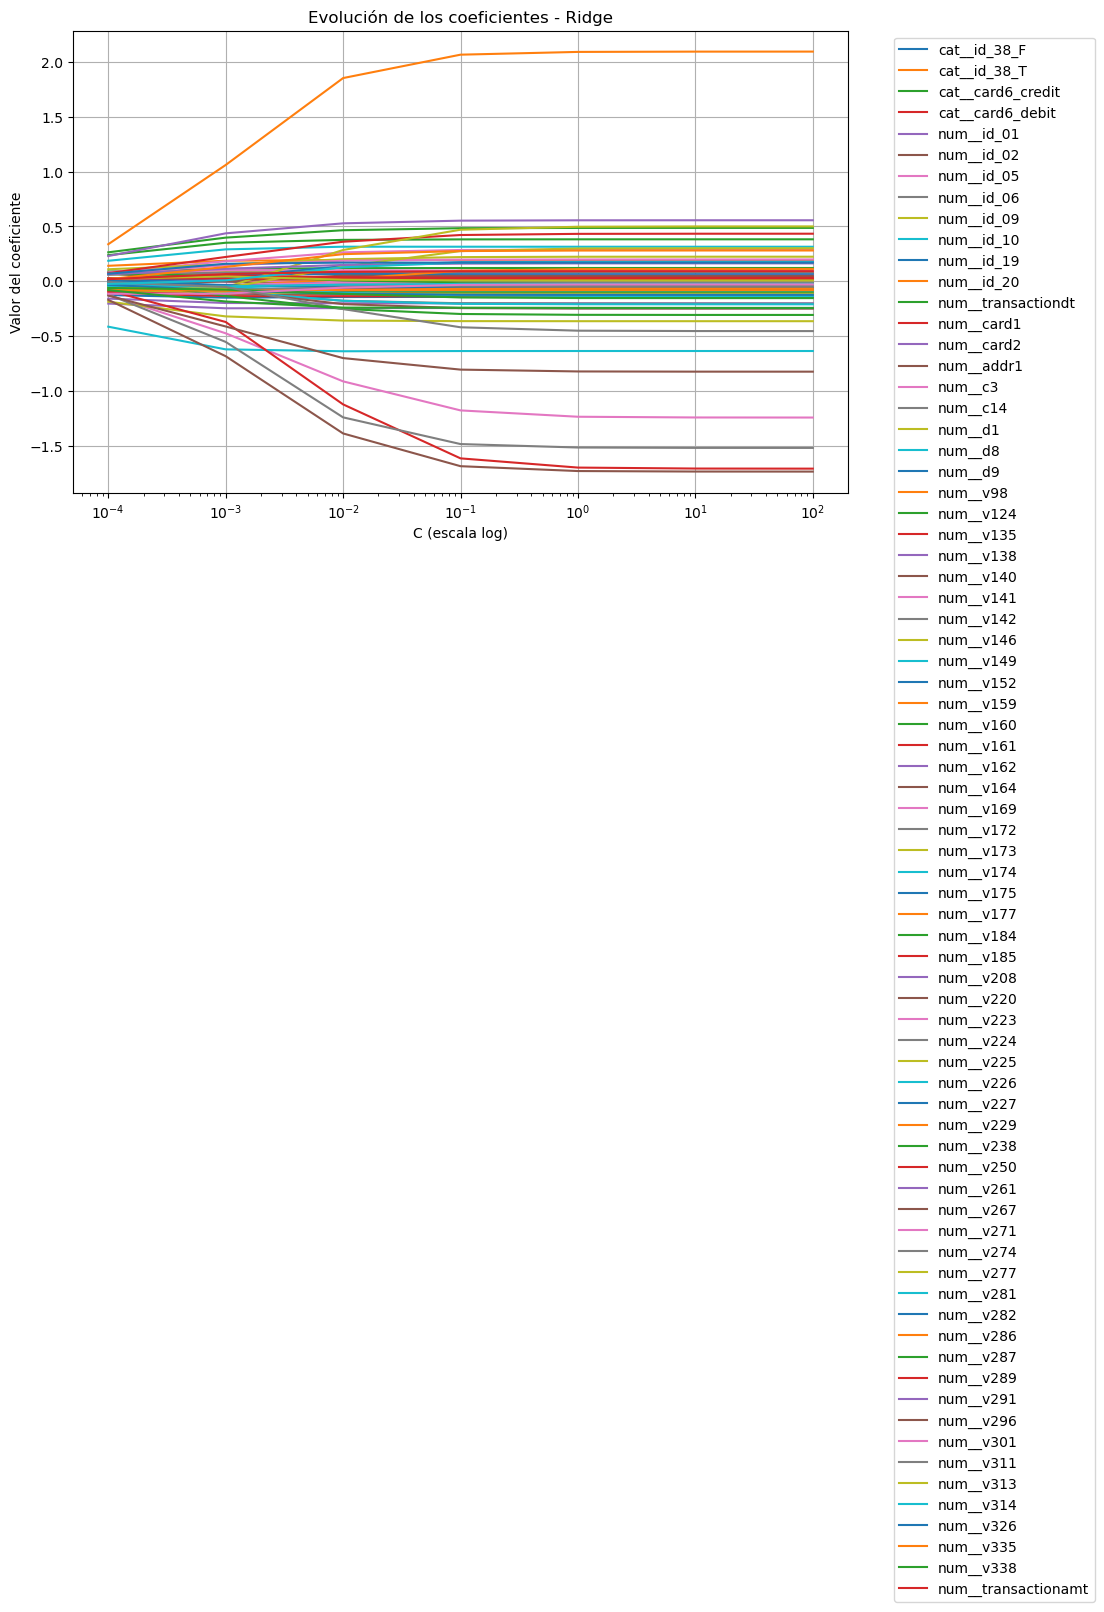 Evolución de los coeficientes - Ridge
Valor del coeficiente
2.0
1.5
1.0
0.5
0.0
−0.5
−1.0
−1.5
10⁻⁴
10⁻³
10⁻²
10⁻¹
10⁰
10¹
10²
C (escala log)
cat__id_38_F
cat__id_38_T
cat__card6_credit
cat__card6_debit
num__id_01
num__id_02
num__id_05
num__id_06
num__id_09
num__id_10
num__id_19
num__id_20
num__transactiondt
num__card1
num__card2
num__addr1
num__c3
num__c14
num__d1
num__d8
num__d9
num__v98
num__v124
num__v135
num__v138
num__v140
num__v141
num__v142
num__v146
num__v149
num__v152
num__v159
num__v160
num__v161
num__v162
num__v164
num__v169
num__v172
num__v173
num__v174
num__v175
num__v177
num__v184
num__v185
num__v208
num__v220
num__v223
num__v224
num__v225
num__v226
num__v227
num__v229
num__v238
num__v250
num__v261
num__v267
num__v271
num__v274
num__v277
num__v281
num__v282
num__v286
num__v287
num__v289
num__v291
num__v296
num__v301
num__v311
num__v313
num__v314
num__v326
num__v335
num__v338
num__transactionamt